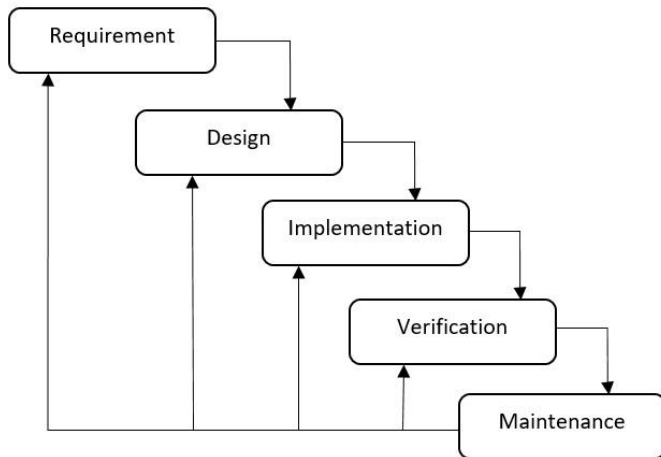 Requirement
Design
Implementation
Verification
Maintenance